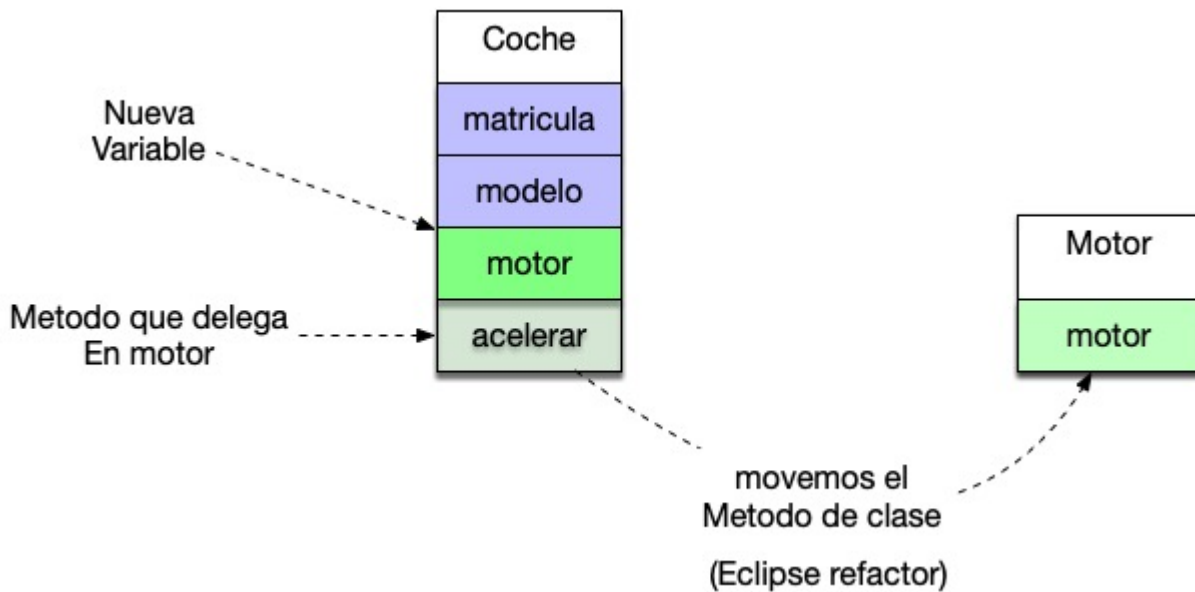 Coche
matricula
modelo
motor
acelerar
Nueva
Variable
Metodo que delega
En motor
Motor
motor
movemos el
Metodo de clase
(Eclipse refactor)